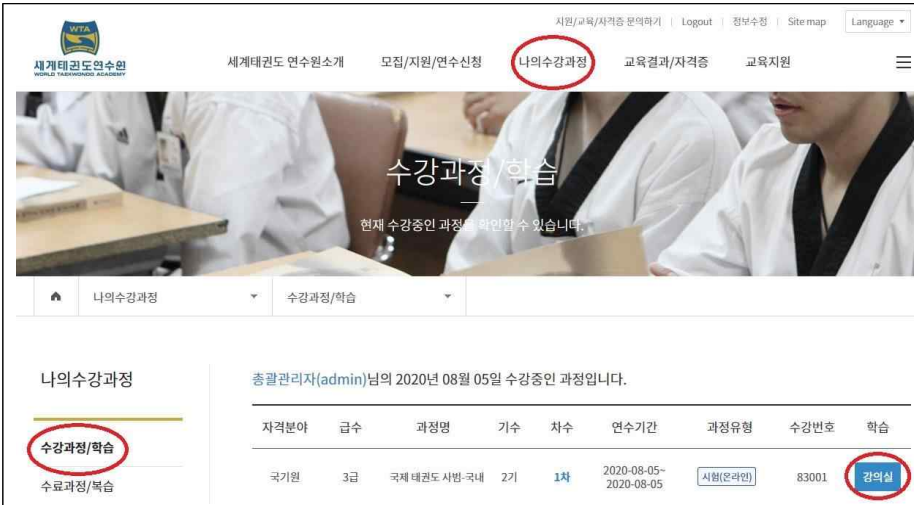 지원/교육/자격증 문의하기 | Logout | 정보수정 | Site map Language
WTA
세계태권도연수원
WORLD TAEKWONDO ACADEMY
세계태권도 연수원소개 모집/지원/연수신청 나의수강과정 교육결과/자격증 교육지원
수강과정/학습
현재 수강중인 과정을 확인할 수 있습니다.
나의수강과정 수강과정/학습
나의수강과정
총괄관리자(admin)님의 2020년 08월 05일 수강중인 과정입니다.
수강과정/학습
수료과정/복습
자격분야 급수 과정명 기수 차수 연수기간 과정유형 수강번호 학습
국기원 3급 국제 태권도 사범-국내 2기 1차 2020-08-05~ 시험(온라인) 83001 강의실
2020-08-05